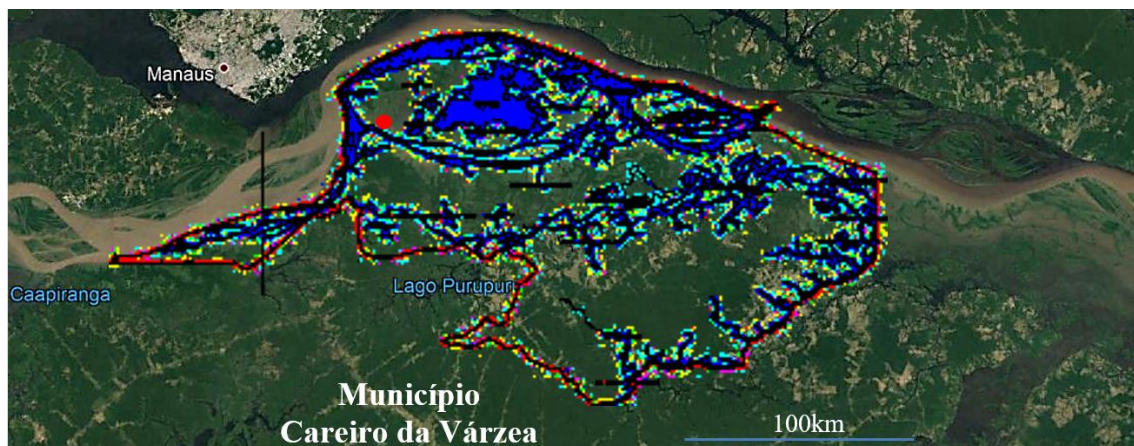 Manaus
Caapiranga
Lago Purupuri
Município
Careiro da Várzea
100km